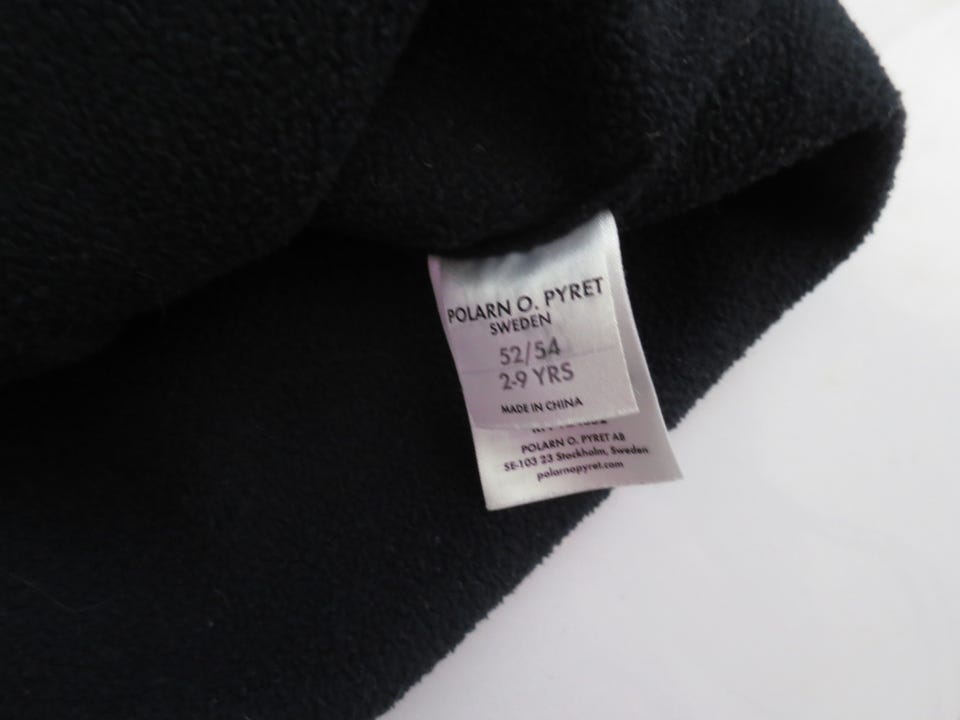 POLARN O. PYRET
SWEDEN
52/54
2-9 YRS
MADE IN CHINA
POLARN O. PYRET AB
SE-103 23 Stockholm, Sweden
polarnopyret.com